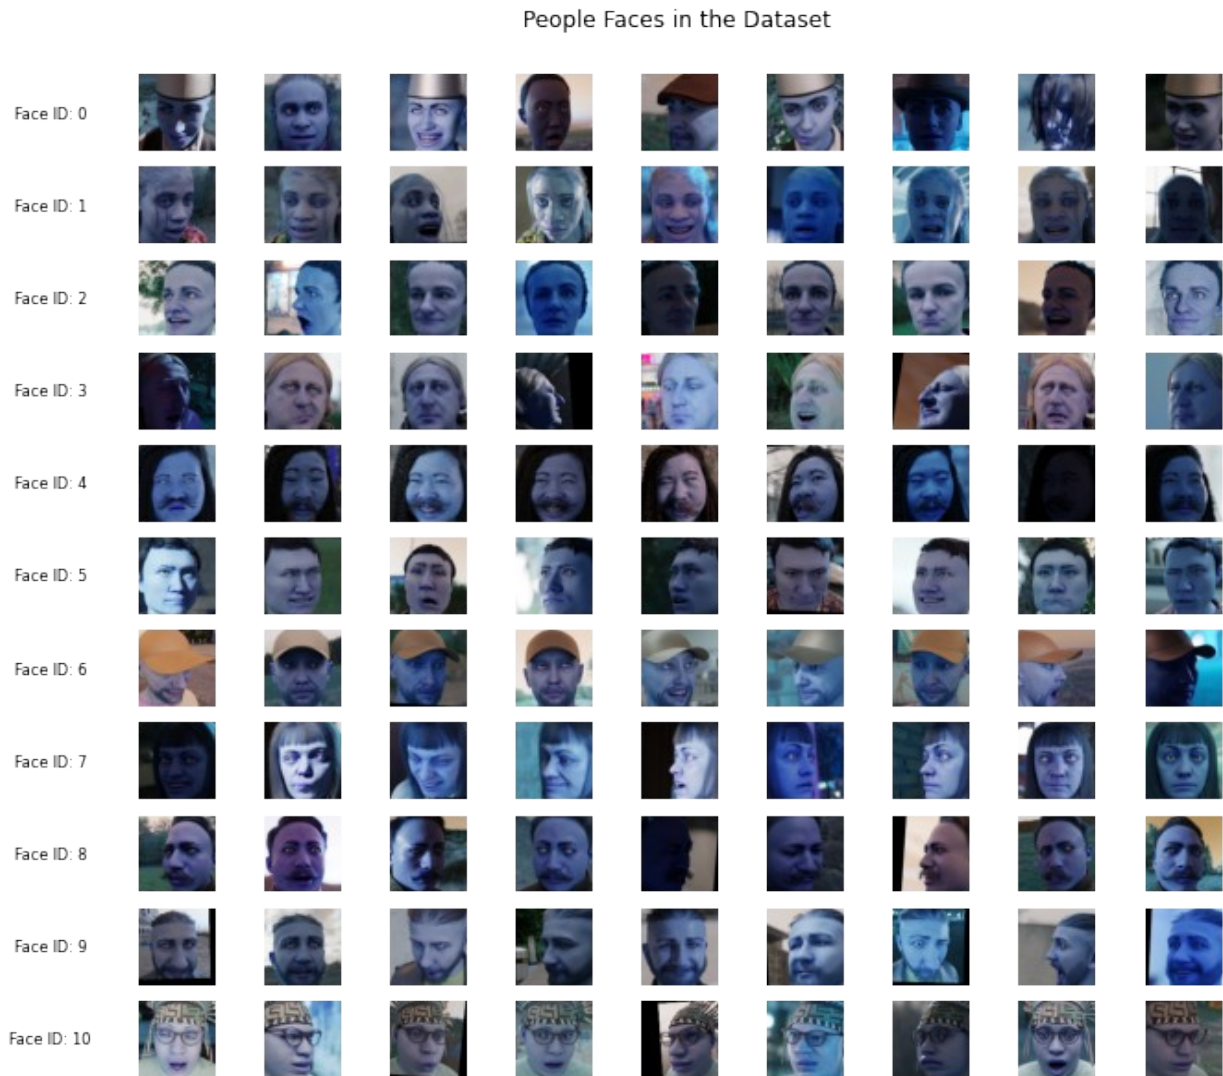 People Faces in the Dataset
Face ID: 0
Face ID: 1
Face ID: 2
Face ID: 3
Face ID: 4
Face ID: 5
Face ID: 6
Face ID: 7
Face ID: 8
Face ID: 9
Face ID: 10